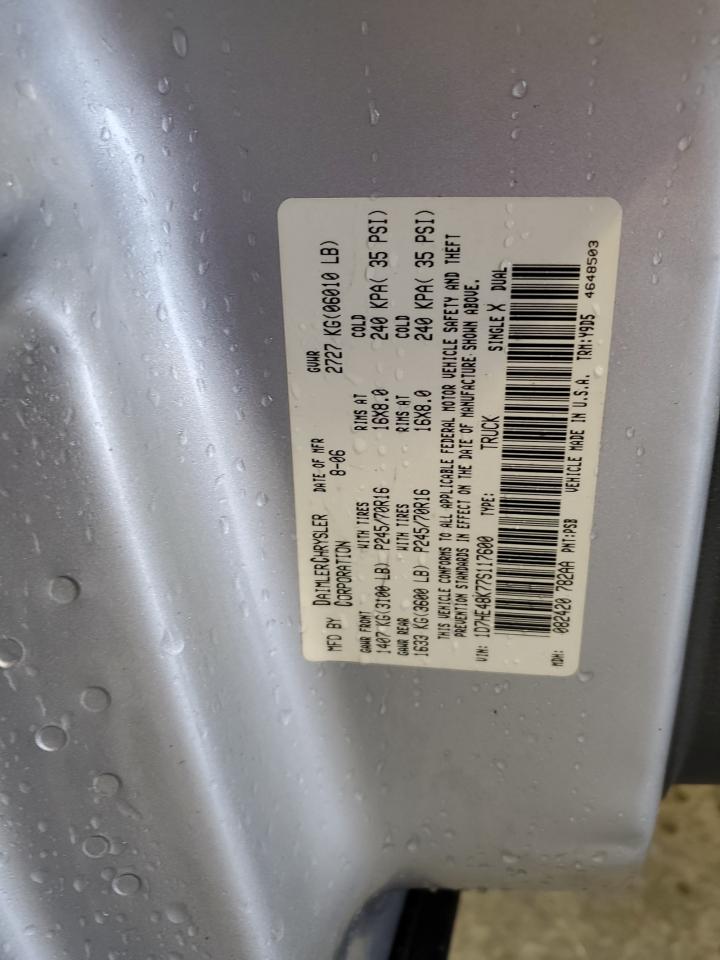 MFD BY DAIMLERCHRYSLER CORPORATION DATE OF MFR 8-06 GVWR 2727 KG(06010 LB)
GAWR FRONT WITH TIRES RIMS AT COLD
1407 KG(3100 LB) P245/70R16 16X8.0 240 KPA( 35 PSI)
GAWR REAR WITH TIRES RIMS AT COLD
1633 KG(3600 LB) P245/70R16 16X8.0 240 KPA( 35 PSI)
THIS VEHICLE CONFORMS TO ALL APPLICABLE FEDERAL MOTOR VEHICLE SAFETY AND THEFT
PREVENTION STANDARDS IN EFFECT ON THE DATE OF MANUFACTURE SHOWN ABOVE.
VIN: 1D7HE48K77S117600 TYPE: TRUCK SINGLE X DUAL
MDH: 082420 782AA PNT:PSB VEHICLE MADE IN U.S.A. TRM:Y9D5 4648503